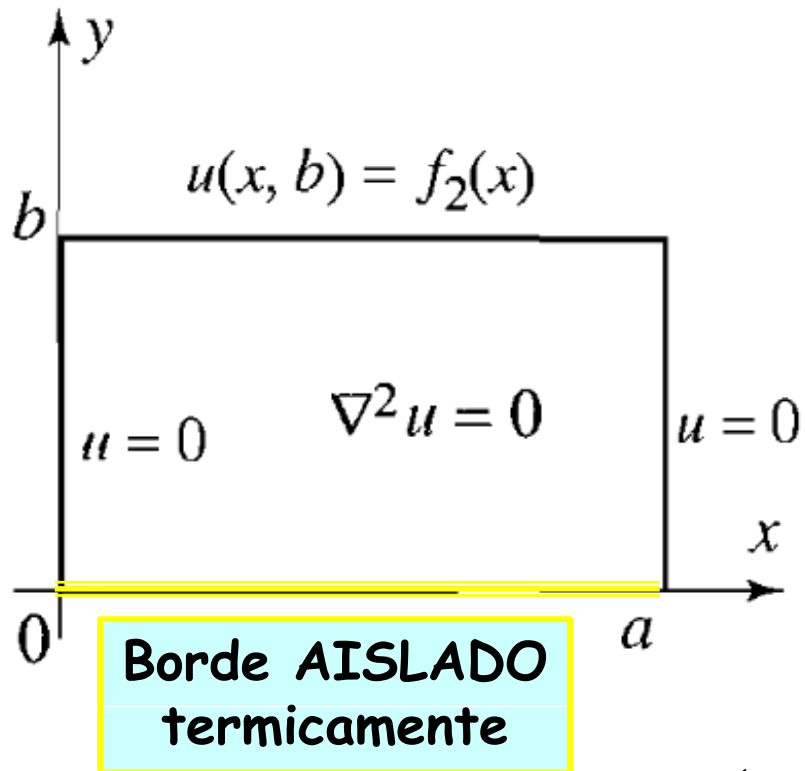 y
u(x, b) = f₂(x)
b
∇²u = 0
u = 0
u = 0
x
0
a
Borde AISLADO
termicamente